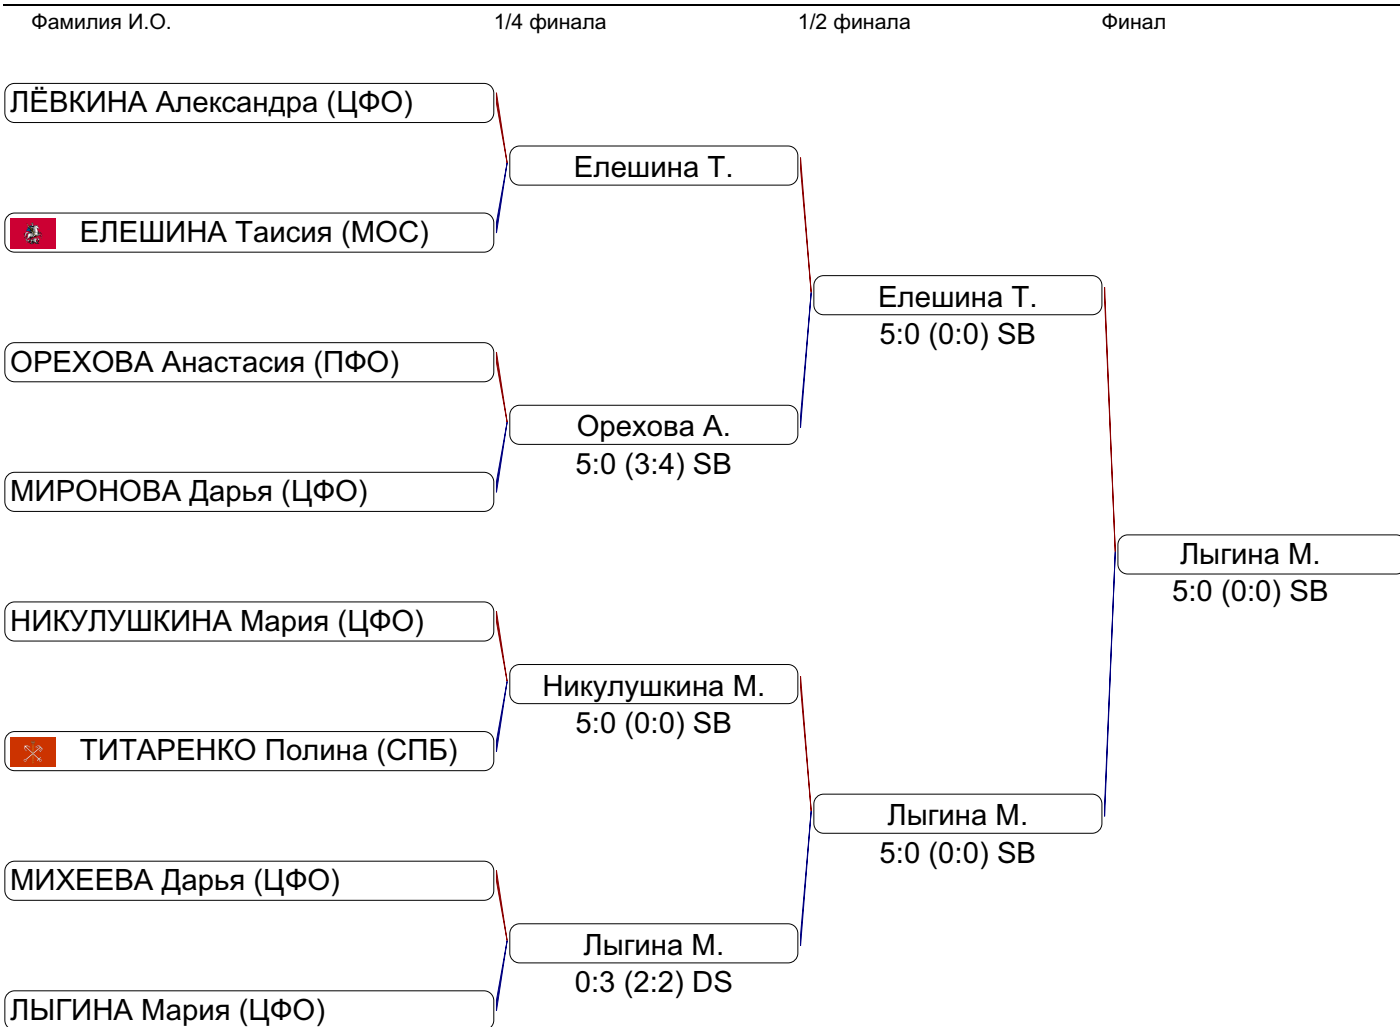 Фамилия И.О. 1/4 финала 1/2 финала Финал
ЛЁВКИНА Александра (ЦФО)
Елешина Т.
ЕЛЕШИНА Таисия (МОС)
Елешина Т.
5:0 (0:0) SB
ОРЕХОВА Анастасия (ПФО)
Орехова А.
5:0 (3:4) SB
МИРОНОВА Дарья (ЦФО)
Лыгина М.
5:0 (0:0) SB
НИКУЛУШКИНА Мария (ЦФО)
Никулушкина М.
5:0 (0:0) SB
ТИТАРЕНКО Полина (СПБ)
Лыгина М.
5:0 (0:0) SB
МИХЕЕВА Дарья (ЦФО)
Лыгина М.
0:3 (2:2) DS
ЛЫГИНА Мария (ЦФО)